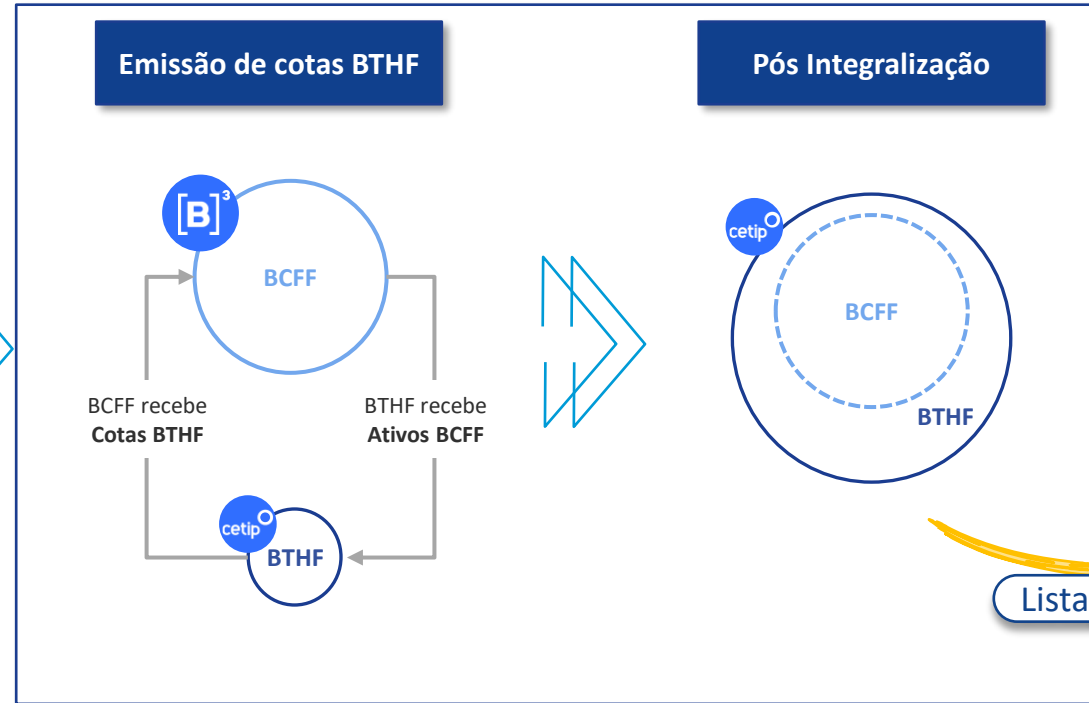 Emissão de cotas BTHF
Pós Integralização
[B]³
BCFF
BCFF recebe
Cotas BTHF
BTHF recebe
Ativos BCFF
cetip
BTHF
cetip
BCFF
BTHF
Lista